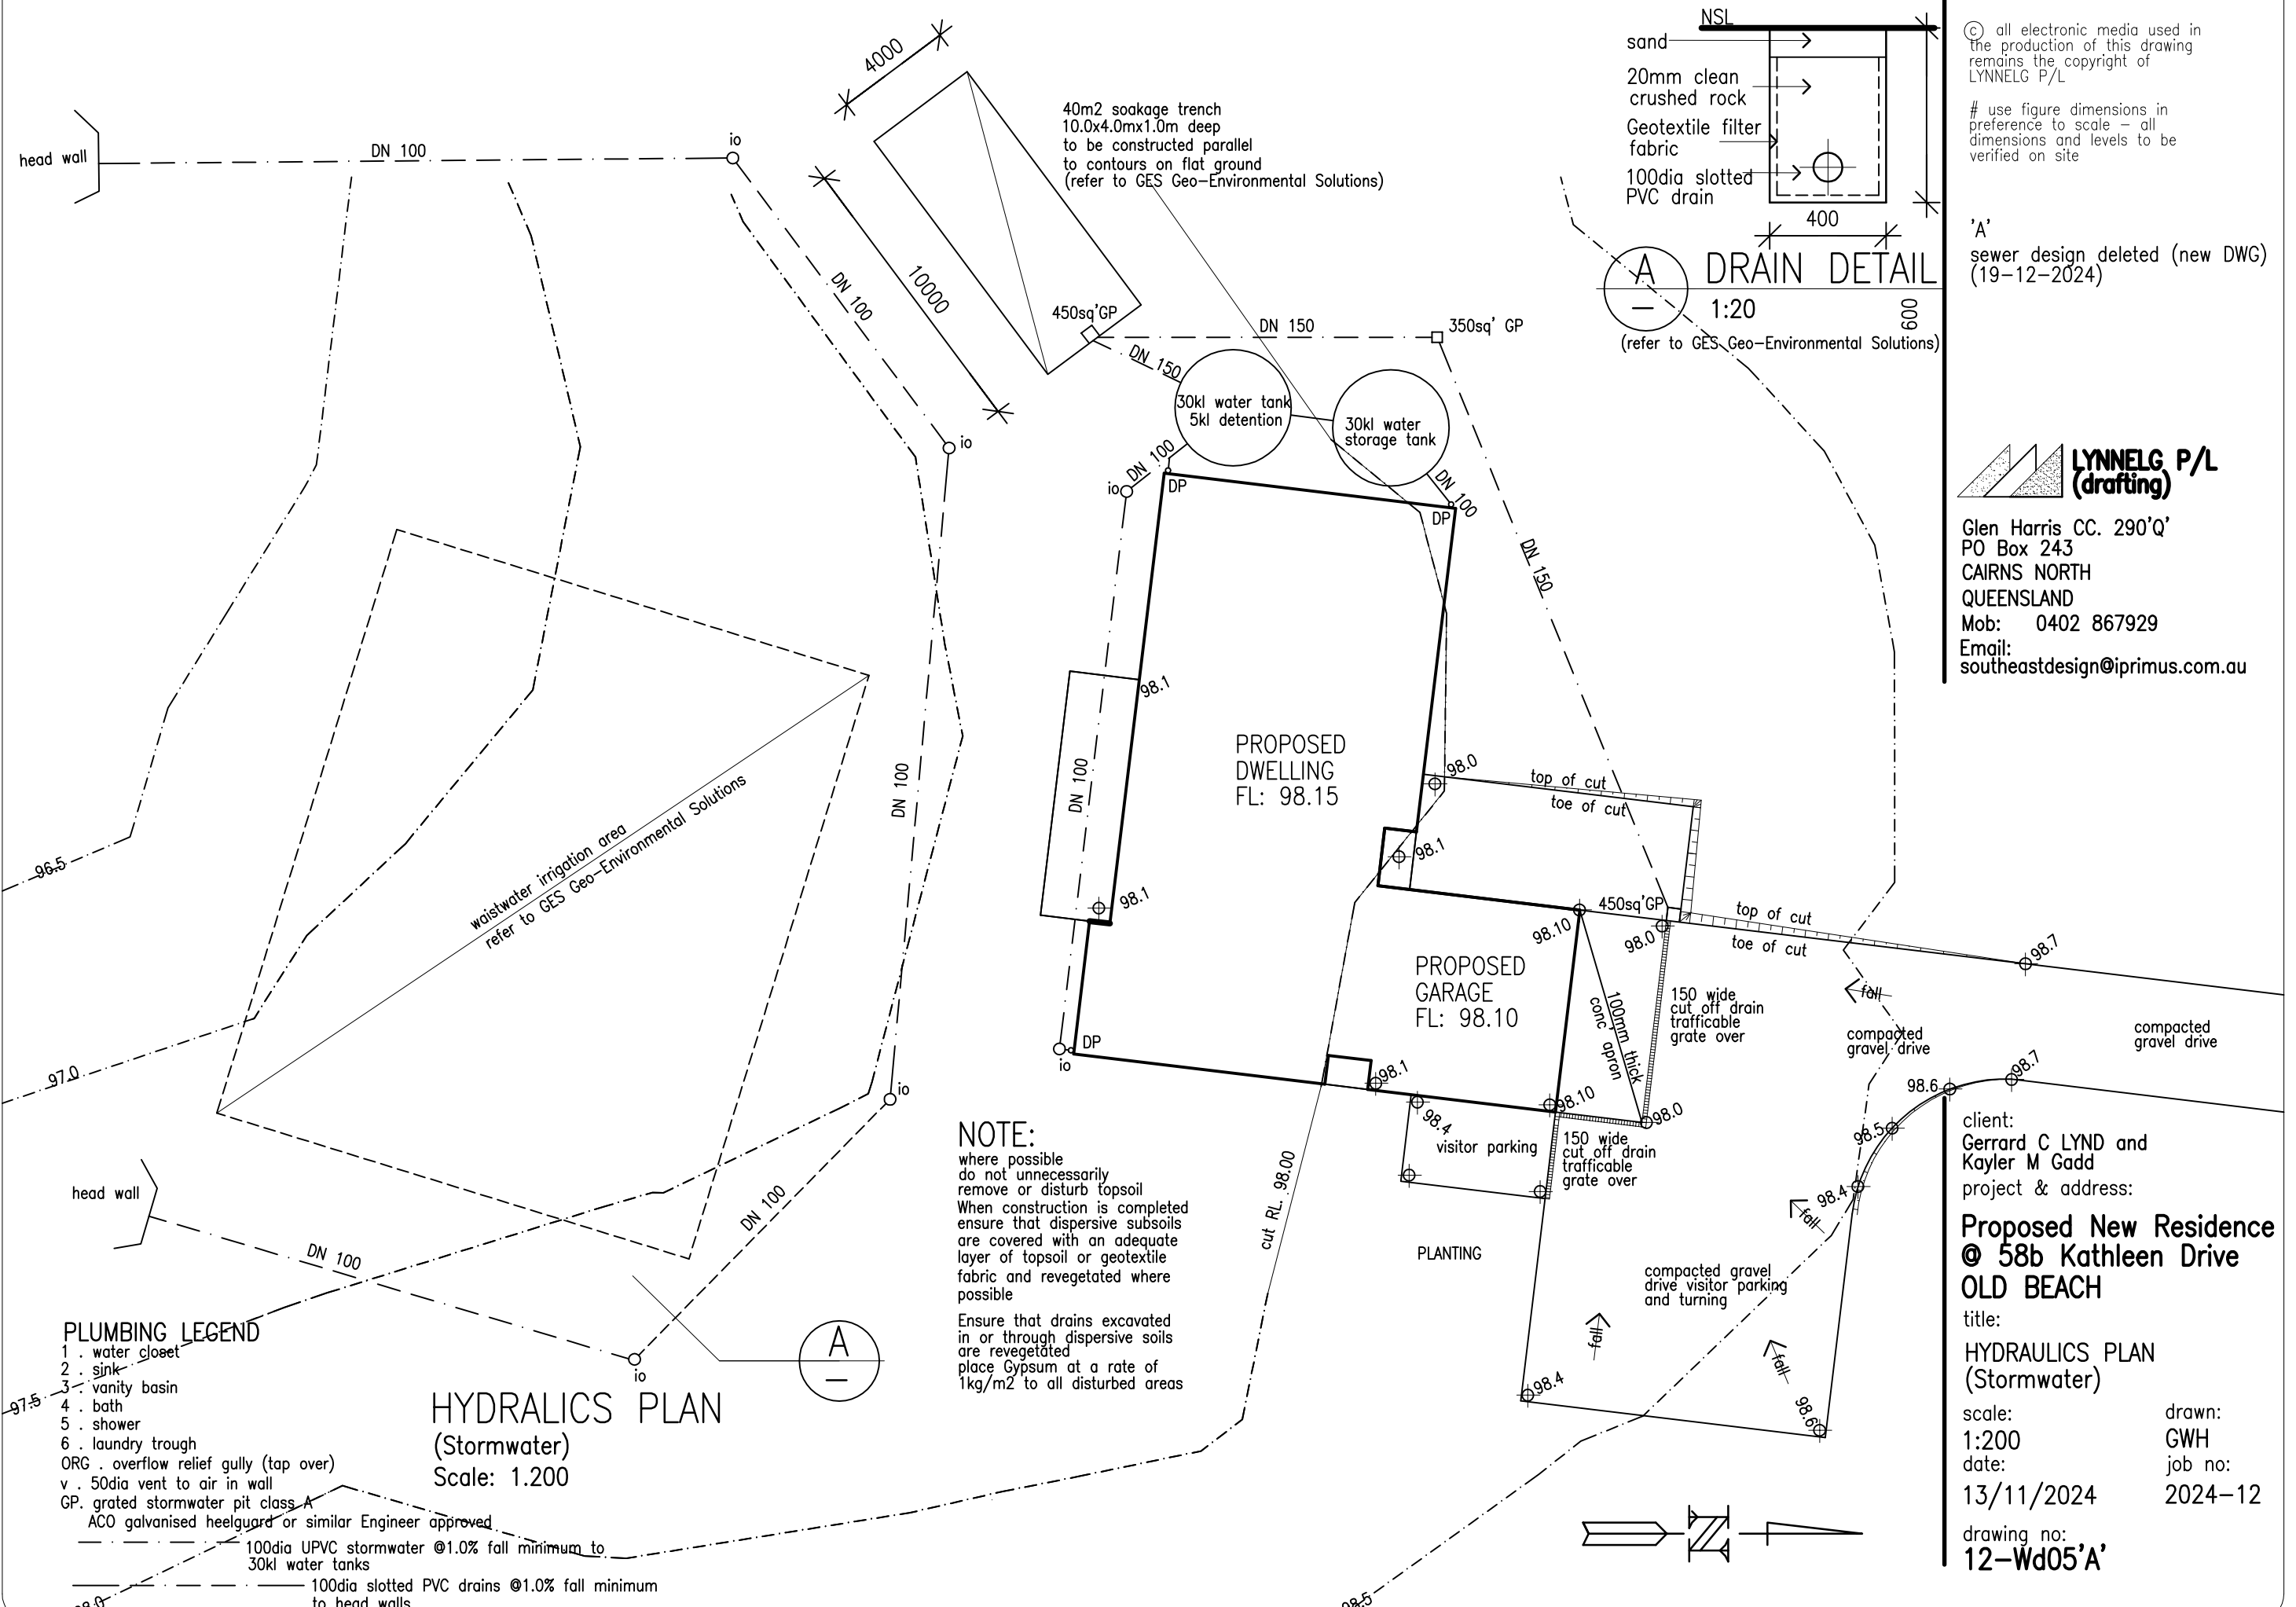 NSL
sand
20mm clean
crushed rock
Geotextile filter
fabric
100dia slotted
PVC drain
400
600
A
DRAIN DETAIL
1:20
(refer to GES Geo-Environmental Solutions)
4000
10000
40m2 soakage trench
10.0x4.0mx1.0m deep
to be constructed parallel
to contours on flat ground
(refer to GES Geo-Environmental Solutions)
head wall
DN 100
io
DN 100
io
450sq'GP
DN 150
350sq' GP
DN 150
30kl water tank
5kl detention
30kl water
storage tank
DN 100
io
DP
DN 100
DP
DN 150
98.1
PROPOSED
DWELLING
FL: 98.15
DN 100
DN 100
98.0
top of cut
toe of cut
98.1
98.1
waistwater irrigation area
refer to GES Geo-Environmental Solutions
96.5
97.0
97.5
98.0
98.5
98.10
450sq'GP
98.0
top of cut
toe of cut
98.7
PROPOSED
GARAGE
FL: 98.10
100mm thick
conc' apron
150 wide
cut off drain
trafficable
grate over
fall
compacted
gravel drive
compacted
gravel drive
98.7
98.6
98.5
98.4
fall
DP
io
98.1
98.10
98.0
98.4
visitor parking
150 wide
cut off drain
trafficable
grate over
io
PLANTING
cut RL. 98.00
compacted gravel
drive visitor parking
and turning
fall
fall
98.4
98.6
head wall
DN 100
DN 100
io
A
NOTE:
where possible
do not unnecessarily
remove or disturb topsoil
When construction is completed
ensure that dispersive subsoils
are covered with an adequate
layer of topsoil or geotextile
fabric and revegetated where
possible
Ensure that drains excavated
in or through dispersive soils
are revegetated
place Gypsum at a rate of
1kg/m2 to all disturbed areas
PLUMBING LEGEND
1 . water closet
2 . sink
3 . vanity basin
4 . bath
5 . shower
6 . laundry trough
ORG . overflow relief gully (tap over)
v . 50dia vent to air in wall
GP. grated stormwater pit class A
ACO galvanised heelguard or similar Engineer approved
100dia UPVC stormwater @1.0% fall minimum to
30kl water tanks
100dia slotted PVC drains @1.0% fall minimum
to head walls
HYDRALICS PLAN
(Stormwater)
Scale: 1.200
© all electronic media used in
the production of this drawing
remains the copyright of
LYNNELG P/L
# use figure dimensions in
preference to scale – all
dimensions and levels to be
verified on site
'A'
sewer design deleted (new DWG)
(19-12-2024)
LYNNELG P/L
(drafting)
Glen Harris CC. 290'Q'
PO Box 243
CAIRNS NORTH
QUEENSLAND
Mob: 0402 867929
Email:
southeastdesign@iprimus.com.au
client:
Gerrard C LYND and
Kayler M Gadd
project & address:
Proposed New Residence
@ 58b Kathleen Drive
OLD BEACH
title:
HYDRAULICS PLAN
(Stormwater)
scale: drawn:
1:200 GWH
date: job no:
13/11/2024 2024-12
drawing no:
12-Wd05'A'